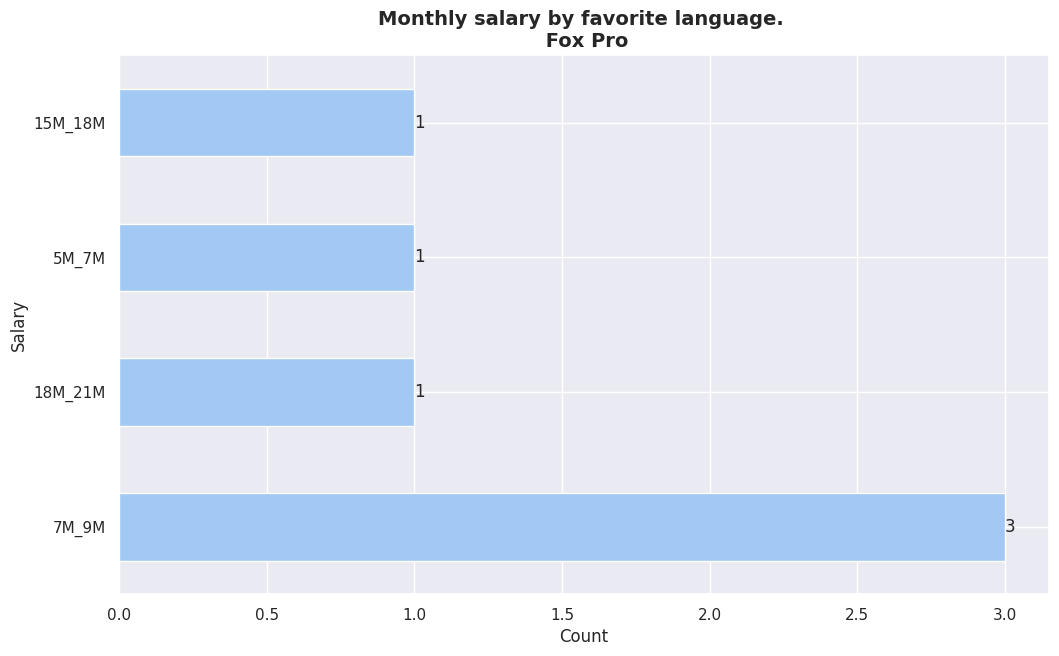 Monthly salary by favorite language.
Fox Pro
15M_18M
1
5M_7M
1
Salary
18M_21M
1
7M_9M
3
0.0 0.5 1.0 1.5 2.0 2.5 3.0
Count